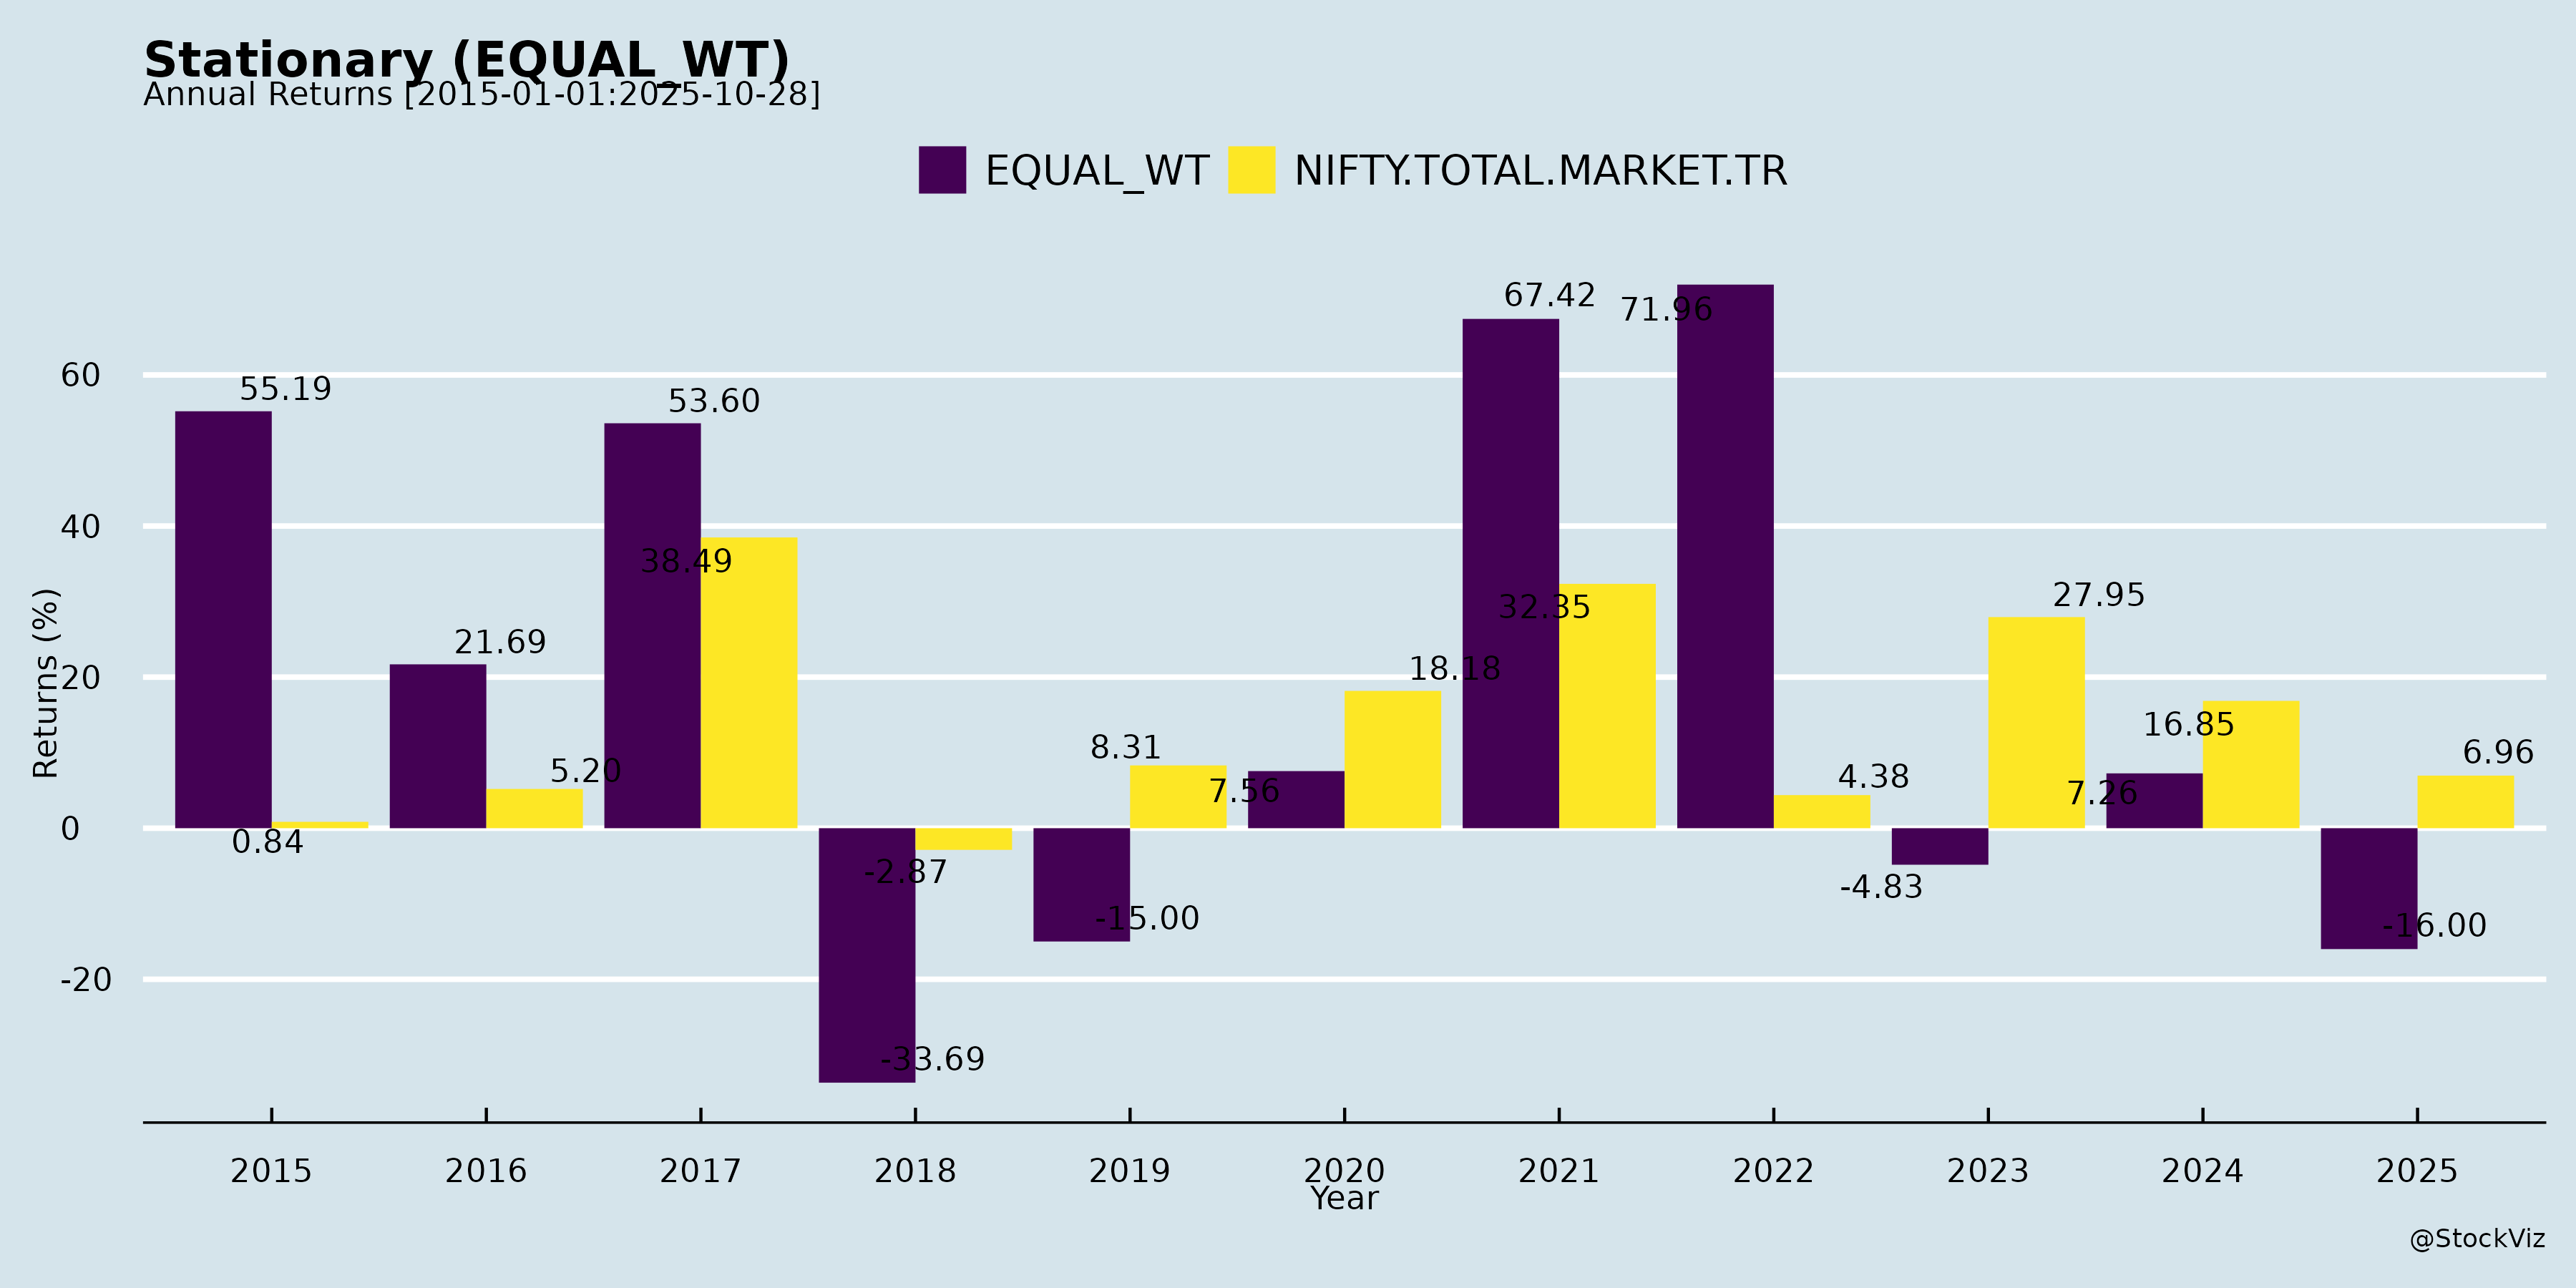 Stationary (EQUAL_WT)
Annual Returns [2015-01-01:2025-10-28]
EQUAL_WT NIFTY.TOTAL.MARKET.TR
67.42 71.96
60
55.19 53.60
40
38.49
32.35 27.95
21.69
20
18.18
16.85
5.20 8.31 7.56 4.38 7.26 6.96
0
0.84
-2.87 -4.83
-15.00 -16.00
-20
-33.69
Returns (%)
2015 2016 2017 2018 2019 2020 2021 2022 2023 2024 2025
Year
@StockViz